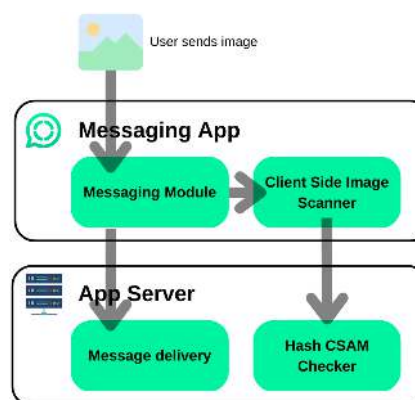 User sends image
Messaging App
Messaging Module
Client Side Image
Scanner
App Server
Message delivery
Hash CSAM
Checker